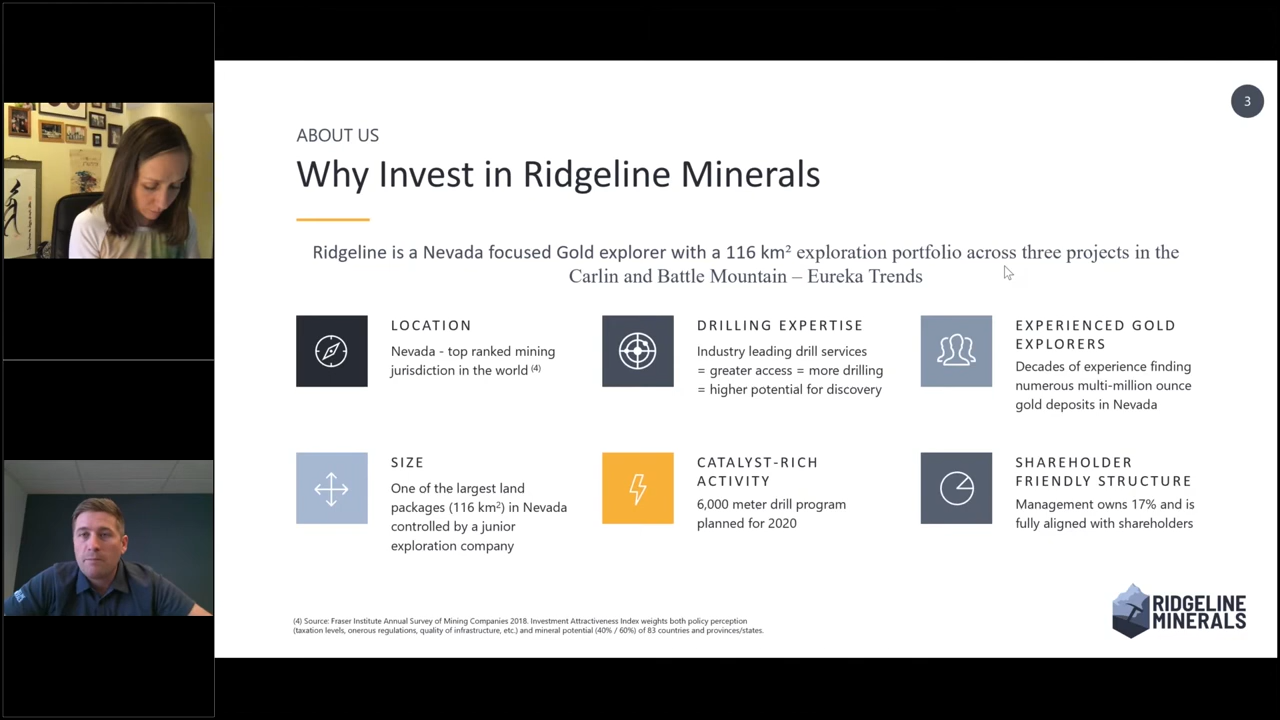 3
ABOUT US
Why Invest in Ridgeline Minerals
Ridgeline is a Nevada focused Gold explorer with a 116 km² exploration portfolio across three projects in the
Carlin and Battle Mountain – Eureka Trends
LOCATION
Nevada - top ranked mining
jurisdiction in the world (4)
DRILLING EXPERTISE
Industry leading drill services
= greater access = more drilling
= higher potential for discovery
EXPERIENCED GOLD
EXPLORERS
Decades of experience finding
numerous multi-million ounce
gold deposits in Nevada
SIZE
One of the largest land
packages (116 km²) in Nevada
controlled by a junior
exploration company
CATALYST-RICH
ACTIVITY
6,000 meter drill program
planned for 2020
SHAREHOLDER
FRIENDLY STRUCTURE
Management owns 17% and is
fully aligned with shareholders
(4) Source: Fraser Institute Annual Survey of Mining Companies 2018. Investment Attractiveness Index weights both policy perception
(taxation levels, onerous regulations, quality of infrastructure, etc.) and mineral potential (40% / 60%) of 83 countries and provinces/states.
RIDGELINE
MINERALS